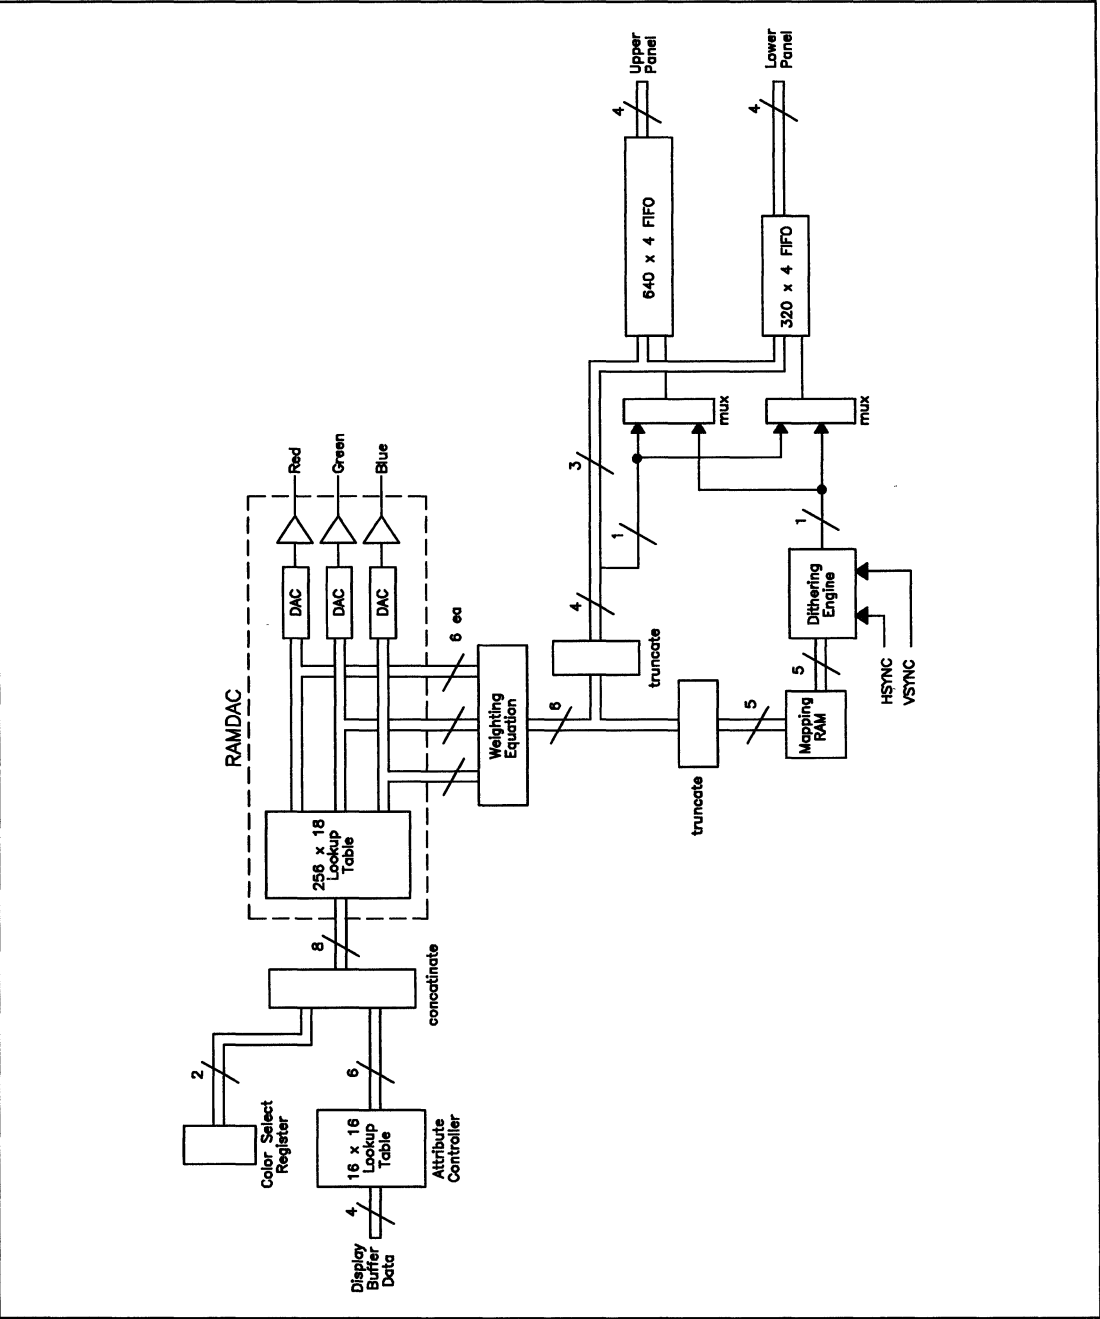 Display
Buffer
Data
4
16 x 16
Lookup
Table
Attribute
Controller
6
Color Select
Register
2
concatinate
8
RAMDAC
256 x 18
Lookup
Table
DAC
DAC
DAC
Red
Green
Blue
6 ea
Weighting
Equation
6
truncate
5
Mapping
RAM
5
Dithering
Engine
HSYNC
VSYNC
1
truncate
4
1
3
mux
mux
640 x 4 FIFO
320 x 4 FIFO
4
4
Upper
Panel
Lower
Panel